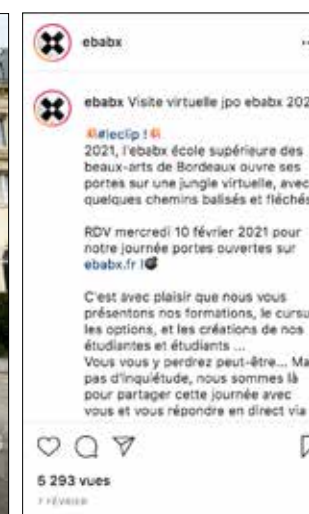 ebabx
ebabx Visite virtuelle jpo ebabx 202
#leclip !
2021, l'ebabx école supérieure des
beaux-arts de Bordeaux ouvre ses
portes sur une jungle virtuelle, avec
quelques chemins balisés et fléchés
RDV mercredi 10 février 2021 pour
notre journée portes ouvertes sur
ebabx.fr !
C'est avec plaisir que nous vous
présentons nos formations, le cursu
les options, et les créations de nos
étudiantes et étudiants ...
Vous vous y perdrez peut-être... Ma
pas d'inquiétude, nous sommes là
pour partager cette journée avec
vous et vous répondre en direct via
5 293 vues
7 FÉVRIER